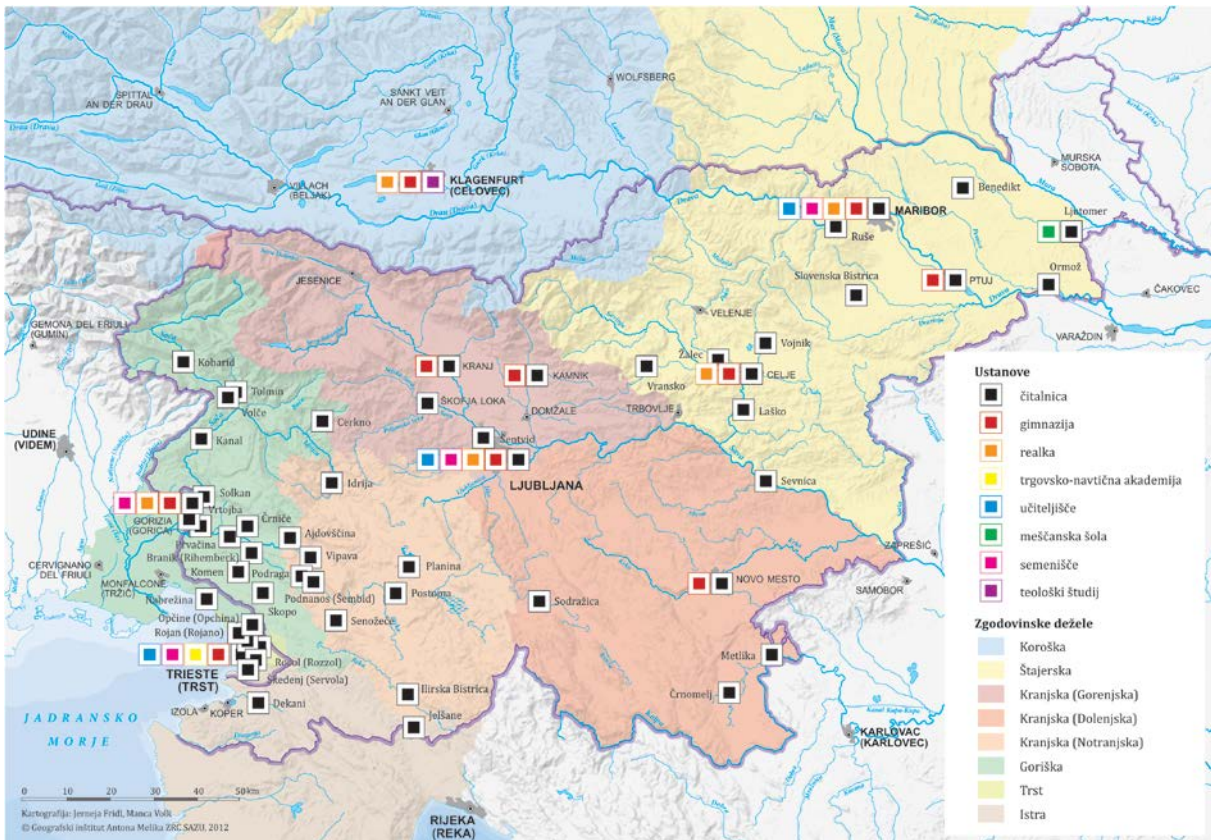 SPITTAL
AN DER DRAU
SANKT VEIT
AN DER GLAN
WOLFSBERG
VILLACH
(BELJAK)
KLAGENFURT
(CELOVEC)
Drau (Drava)
MURSKA
SOBOTA
Benedikt
Mura
Ljutomer
Drava
MARIBOR
Ruše
Slovenska Bistrica
PTUJ
Ormož
ČAKOVEC
VARAŽDIN
JESENICE
VELENJE
GEMONA DEL FRIULI
(GUMIN)
Kobarid
KRANJ
KAMNIK
Vransko
Žalec
Vojnik
CELJE
Tolmin
Volče
ŠKOFJA LOKA
DOMŽALE
TRBOVLJE
Laško
Cerkno
Kanal
Šentvid
UDINE
(VIDEM)
Idrija
LJUBLJANA
Sevnica
Solkan
GORIZIA
(GORICA)
Vrtojba
Črniče
Ajdovščina
Prvačina
Branik (Rihemberk)
Vipava
CERVIGNANO
DEL FRIULI
MONFALCONE
(TRŽIČ)
Komen
Podraga
Planina
Podnanos (Šembid)
Postojna
NOVO MESTO
ZAPREŠIĆ
SAMOBOR
Nabrežina
Skopo
Sodražica
Opčine (Opchina)
Senožeče
Rojan (Rojano)
TRIESTE
(TRST)
Rocol (Rozzol)
Škedenj (Servola)
Metlika
Črnomelj
IZOLA
KOPER
Dekani
Ilirska Bistrica
Jelšane
Kolpa
KARLOVAC
(KARLOVEC)
JADRANSKO
MORJE
RIJEKA
(REKA)
0 10 20 30 40 50 km
Kartografija: Jerneja Fridl, Manca Volk
© Geografski inštitut Antona Melika ZRC SAZU, 2012
Ustanove
čitalnica
gimnazija
realka
trgovsko-navtična akademija
učiteljišče
meščanska šola
semenišče
teološki študij
Zgodovinske dežele
Koroška
Štajerska
Kranjska (Gorenjska)
Kranjska (Dolenjska)
Kranjska (Notranjska)
Goriška
Trst
Istra